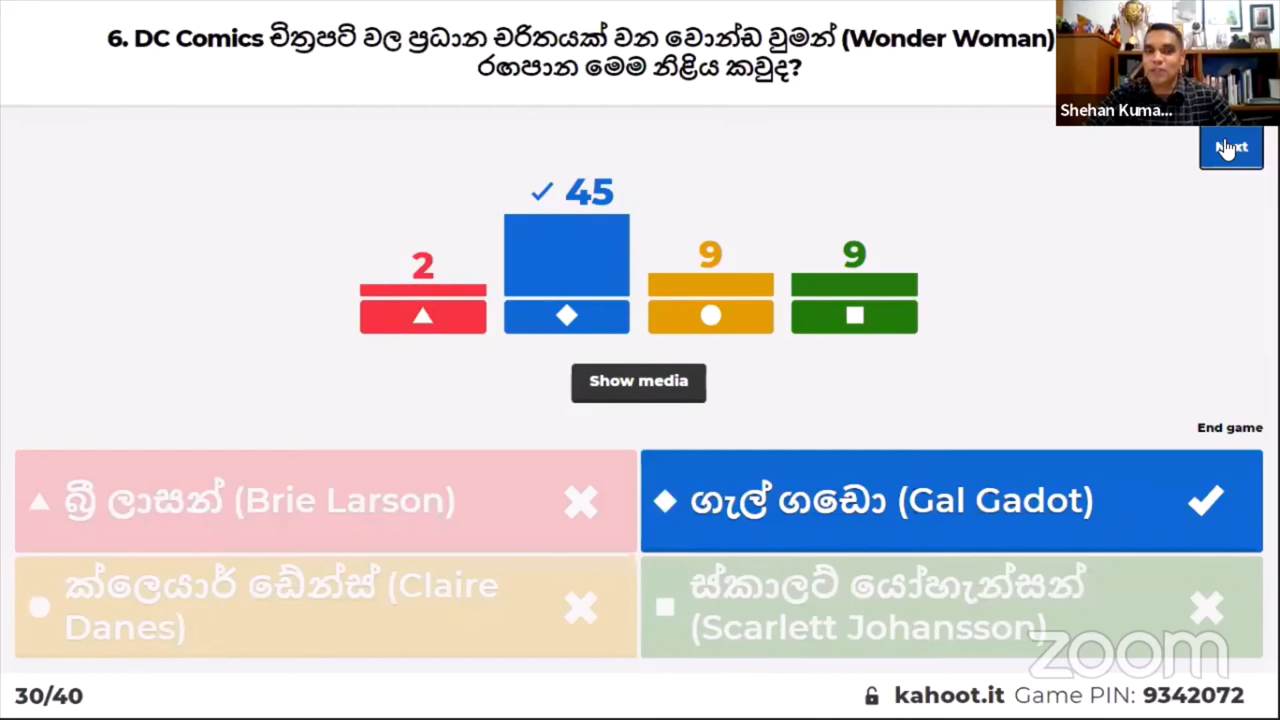 6. DC Comics චිත්‍රපටි වල ප්‍රධාන චරිතයක් වන වොන්ඩ වුමන් (Wonder Woman)
රඟපාන මෙම නිළිය කවුද?
Shehan Kuma...
Next
45
2
9
9
Show media
End game
බ්‍රී ලාසන් (Brie Larson)
ගැල් ගඩොට් (Gal Gadot)
ක්ලෙයාර් ඩේන්ස් (Claire
Danes)
ස්කාලට් යෝහැන්සන්
(Scarlett Johansson)
zoom
30/40
kahoot.it Game PIN: 9342072